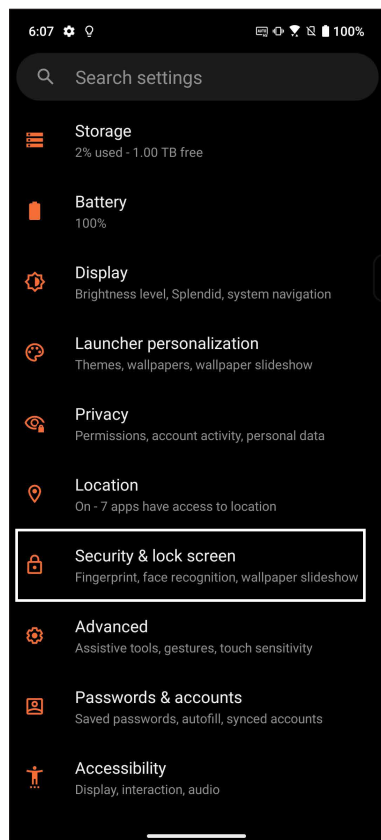 6:07
100%
Search settings
Storage
2% used - 1.00 TB free
Battery
100%
Display
Brightness level, Splendid, system navigation
Launcher personalization
Themes, wallpapers, wallpaper slideshow
Privacy
Permissions, account activity, personal data
Location
On - 7 apps have access to location
Security & lock screen
Fingerprint, face recognition, wallpaper slideshow
Advanced
Assistive tools, gestures, touch sensitivity
Passwords & accounts
Saved passwords, autofill, synced accounts
Accessibility
Display, interaction, audio